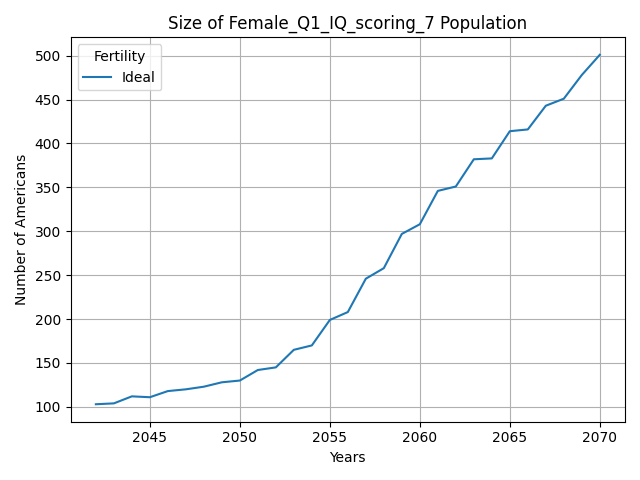 Size of Female_Q1_IQ_scoring_7 Population
Fertility
Ideal
500
450
400
350
300
250
200
150
100
Number of Americans
2045 2050 2055 2060 2065 2070
Years